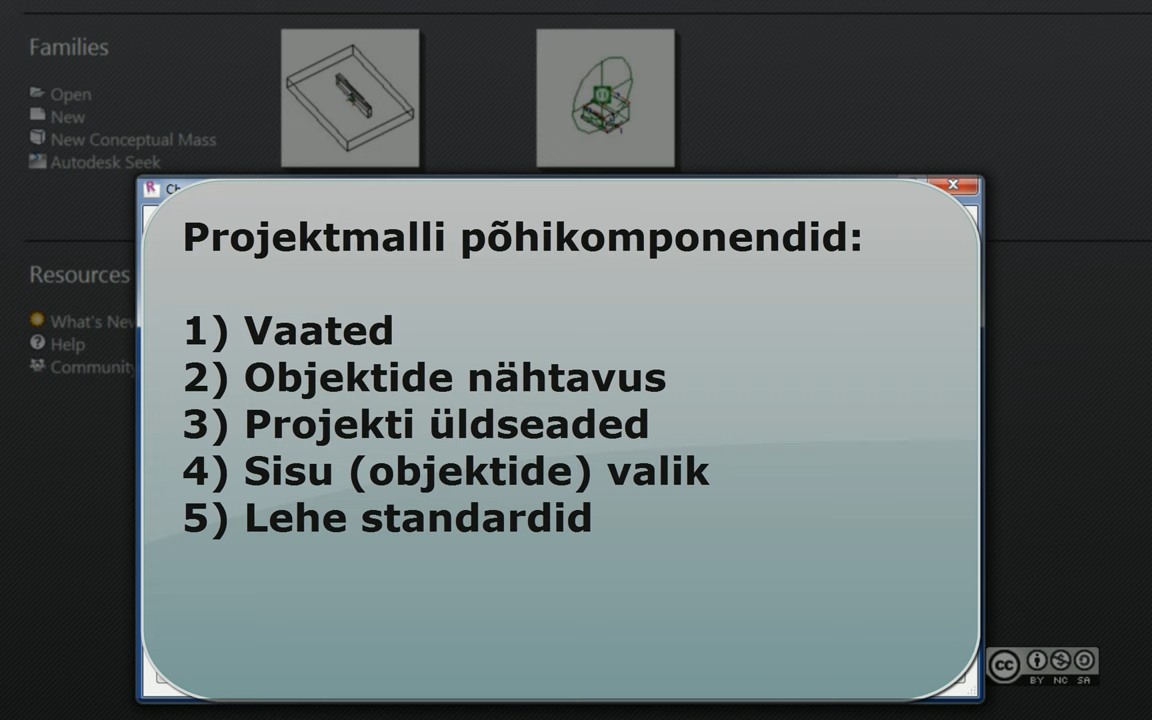 Families
Open
New
New Conceptual Mass
Autodesk Seek
Projektmalli põhikomponendid:
1) Vaated
2) Objektide nähtavus
3) Projekti üldseaded
4) Sisu (objektide) valik
5) Lehe standardid
Resources
What's New
Help
Community
cc
BY NC SA